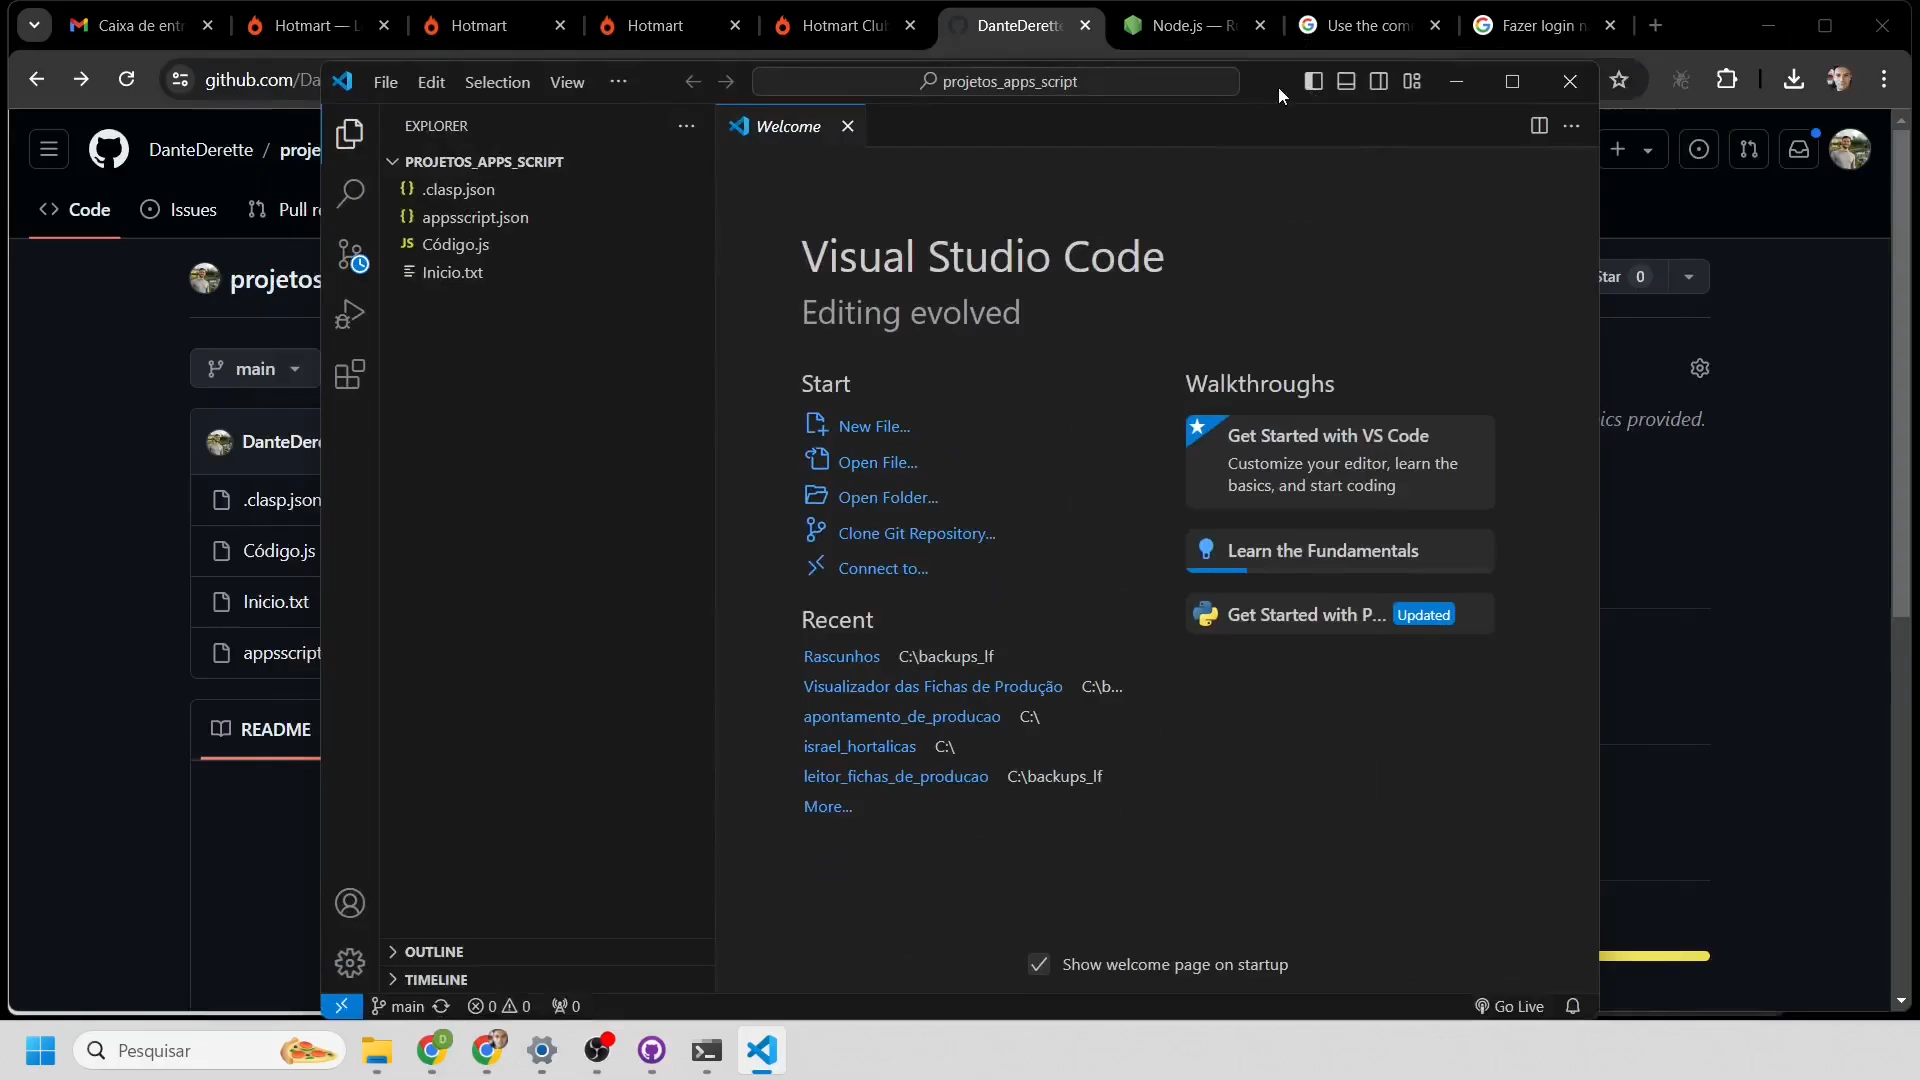 Caixa de entr
Hotmart — L
Hotmart
Hotmart
Hotmart Club
DanteDerette
Node.js — Ru
Use the com
Fazer login n
github.com/Da
File Edit Selection View
projetos_apps_script
DanteDerette / proje
Code
Issues
Pull r
EXPLORER
PROJETOS_APPS_SCRIPT
.clasp.json
appsscript.json
JS Código.js
Inicio.txt
OUTLINE
TIMELINE
Welcome
Visual Studio Code
Editing evolved
Start
New File...
Open File...
Open Folder...
Clone Git Repository...
Connect to...
Recent
Rascunhos C:\backups_lf
Visualizador das Fichas de Produção C:\b...
apontamento_de_producao C:\
israel_hortalicas C:\
leitor_fichas_de_producao C:\backups_lf
More...
Walkthroughs
Get Started with VS Code
Customize your editor, learn the
basics, and start coding
Learn the Fundamentals
Get Started with P... Updated
Show welcome page on startup
projetos
main
DanteDere
.clasp.json
Código.js
Inicio.txt
appsscript
README
Star 0
ics provided.
main 0 0 0
Go Live
Pesquisar
D